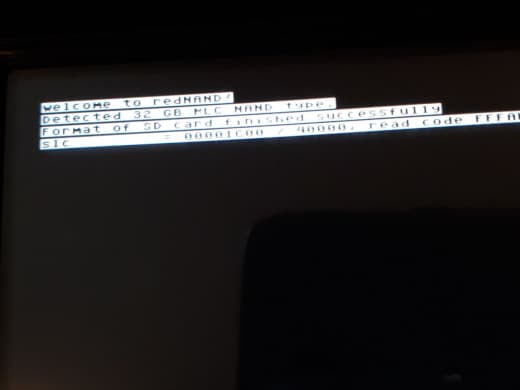 Welcome to redNAND!
Detected 32 GB MLC NAND type.
Format of SD card finished successfully
slc = 00001C00 / 40000, read code